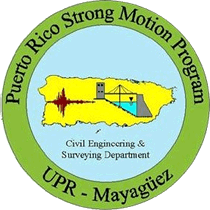 Puerto Rico Strong Motion Program
Civil Engineering &
Surveying Department
UPR - Mayagüez